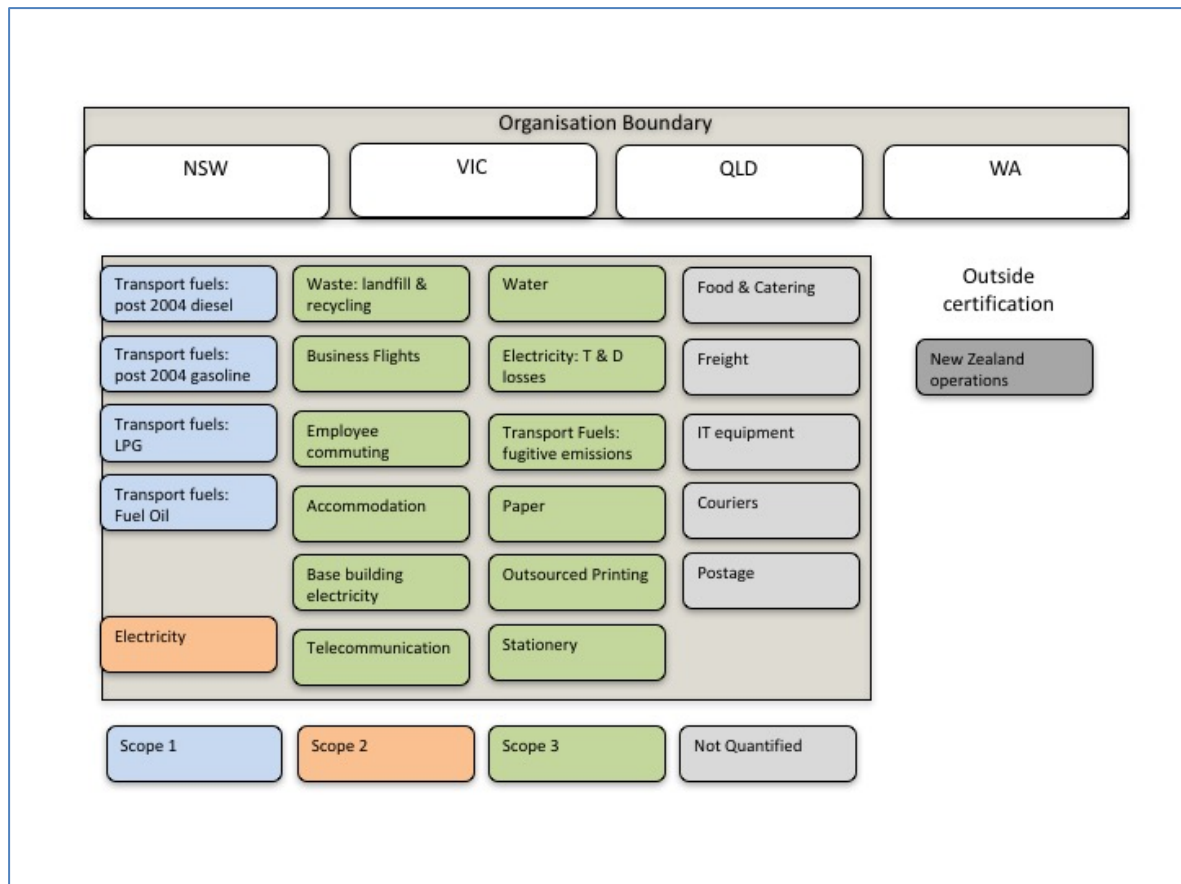 Organisation Boundary
NSW
VIC
QLD
WA
Transport fuels:
post 2004 diesel
Transport fuels:
post 2004 gasoline
Transport fuels:
LPG
Transport fuels:
Fuel Oil
Electricity
Waste: landfill &
recycling
Business Flights
Employee
commuting
Accommodation
Base building
electricity
Telecommunication
Water
Electricity: T & D
losses
Transport Fuels:
fugitive emissions
Paper
Outsourced Printing
Stationery
Food & Catering
Freight
IT equipment
Couriers
Postage
Outside
certification
New Zealand
operations
Scope 1
Scope 2
Scope 3
Not Quantified